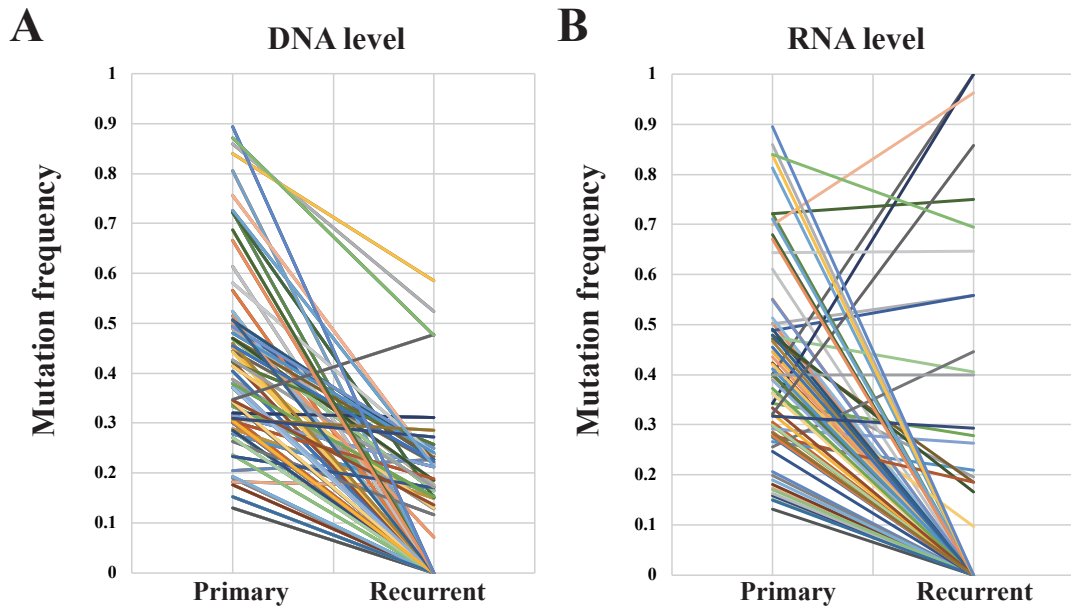 A
DNA level
Mutation frequency
1
0.9
0.8
0.7
0.6
0.5
0.4
0.3
0.2
0.1
0
Primary
Recurrent
B
RNA level
Mutation frequency
1
0.9
0.8
0.7
0.6
0.5
0.4
0.3
0.2
0.1
0
Primary
Recurrent